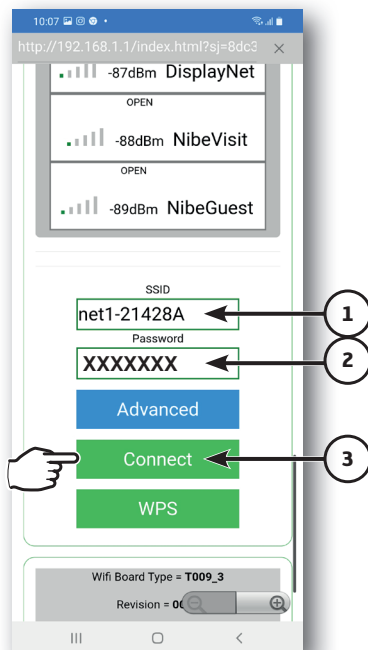 10:07
http://192.168.1.1/index.html?sj=8dc3
-87dBm DisplayNet
OPEN
-88dBm NibeVisit
OPEN
-89dBm NibeGuest
SSID
net1-21428A
1
Password
XXXXXXX
2
Advanced
Connect
3
WPS
Wifi Board Type = T009_3
Revision =